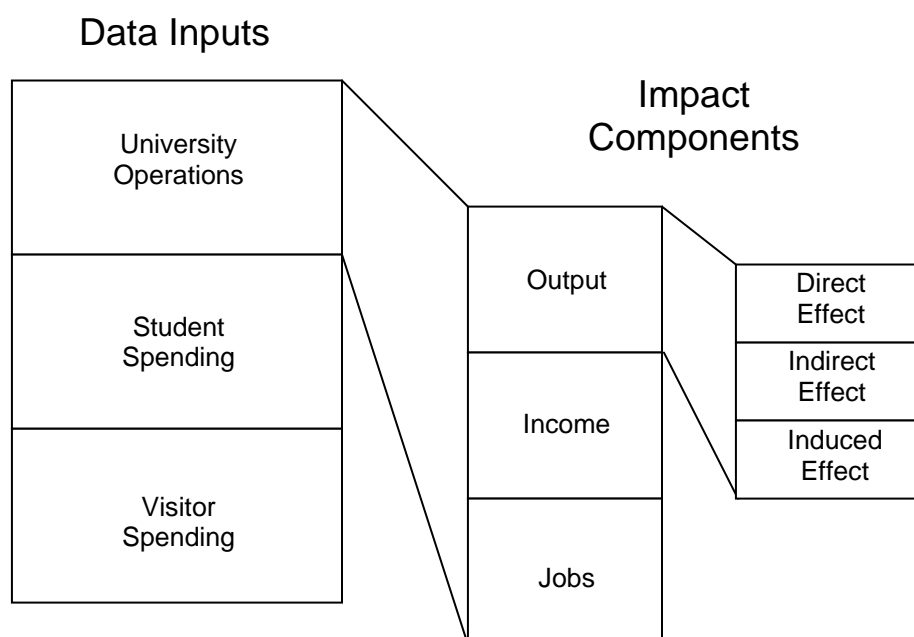 Data Inputs
University
Operations
Student
Spending
Visitor
Spending
Impact
Components
Output
Income
Jobs
Direct
Effect
Indirect
Effect
Induced
Effect